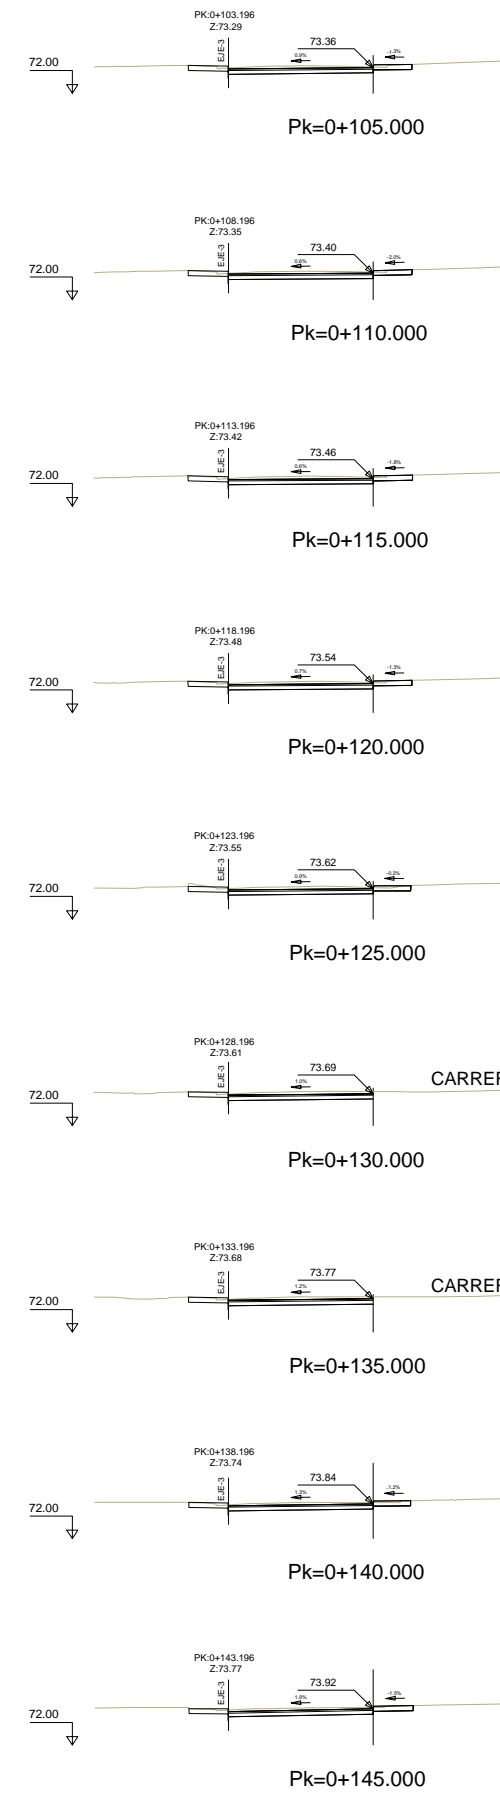 PK:0+103.196
Z:73.29
EJE-3
73.36
0.9%
-1.3%
72.00
Pk=0+105.000
PK:0+108.196
Z:73.35
EJE-3
73.40
0.6%
-2.0%
72.00
Pk=0+110.000
PK:0+113.196
Z:73.42
EJE-3
73.46
0.6%
-1.8%
72.00
Pk=0+115.000
PK:0+118.196
Z:73.48
EJE-3
73.54
0.7%
-1.3%
72.00
Pk=0+120.000
PK:0+123.196
Z:73.55
EJE-3
73.62
0.9%
-0.2%
72.00
Pk=0+125.000
PK:0+128.196
Z:73.61
EJE-3
73.69
1.0%
CARRER
72.00
Pk=0+130.000
PK:0+133.196
Z:73.68
EJE-3
73.77
1.2%
CARRER
72.00
Pk=0+135.000
PK:0+138.196
Z:73.74
EJE-3
73.84
1.3%
-1.2%
72.00
Pk=0+140.000
PK:0+143.196
Z:73.77
EJE-3
73.92
1.9%
-1.5%
72.00
Pk=0+145.000